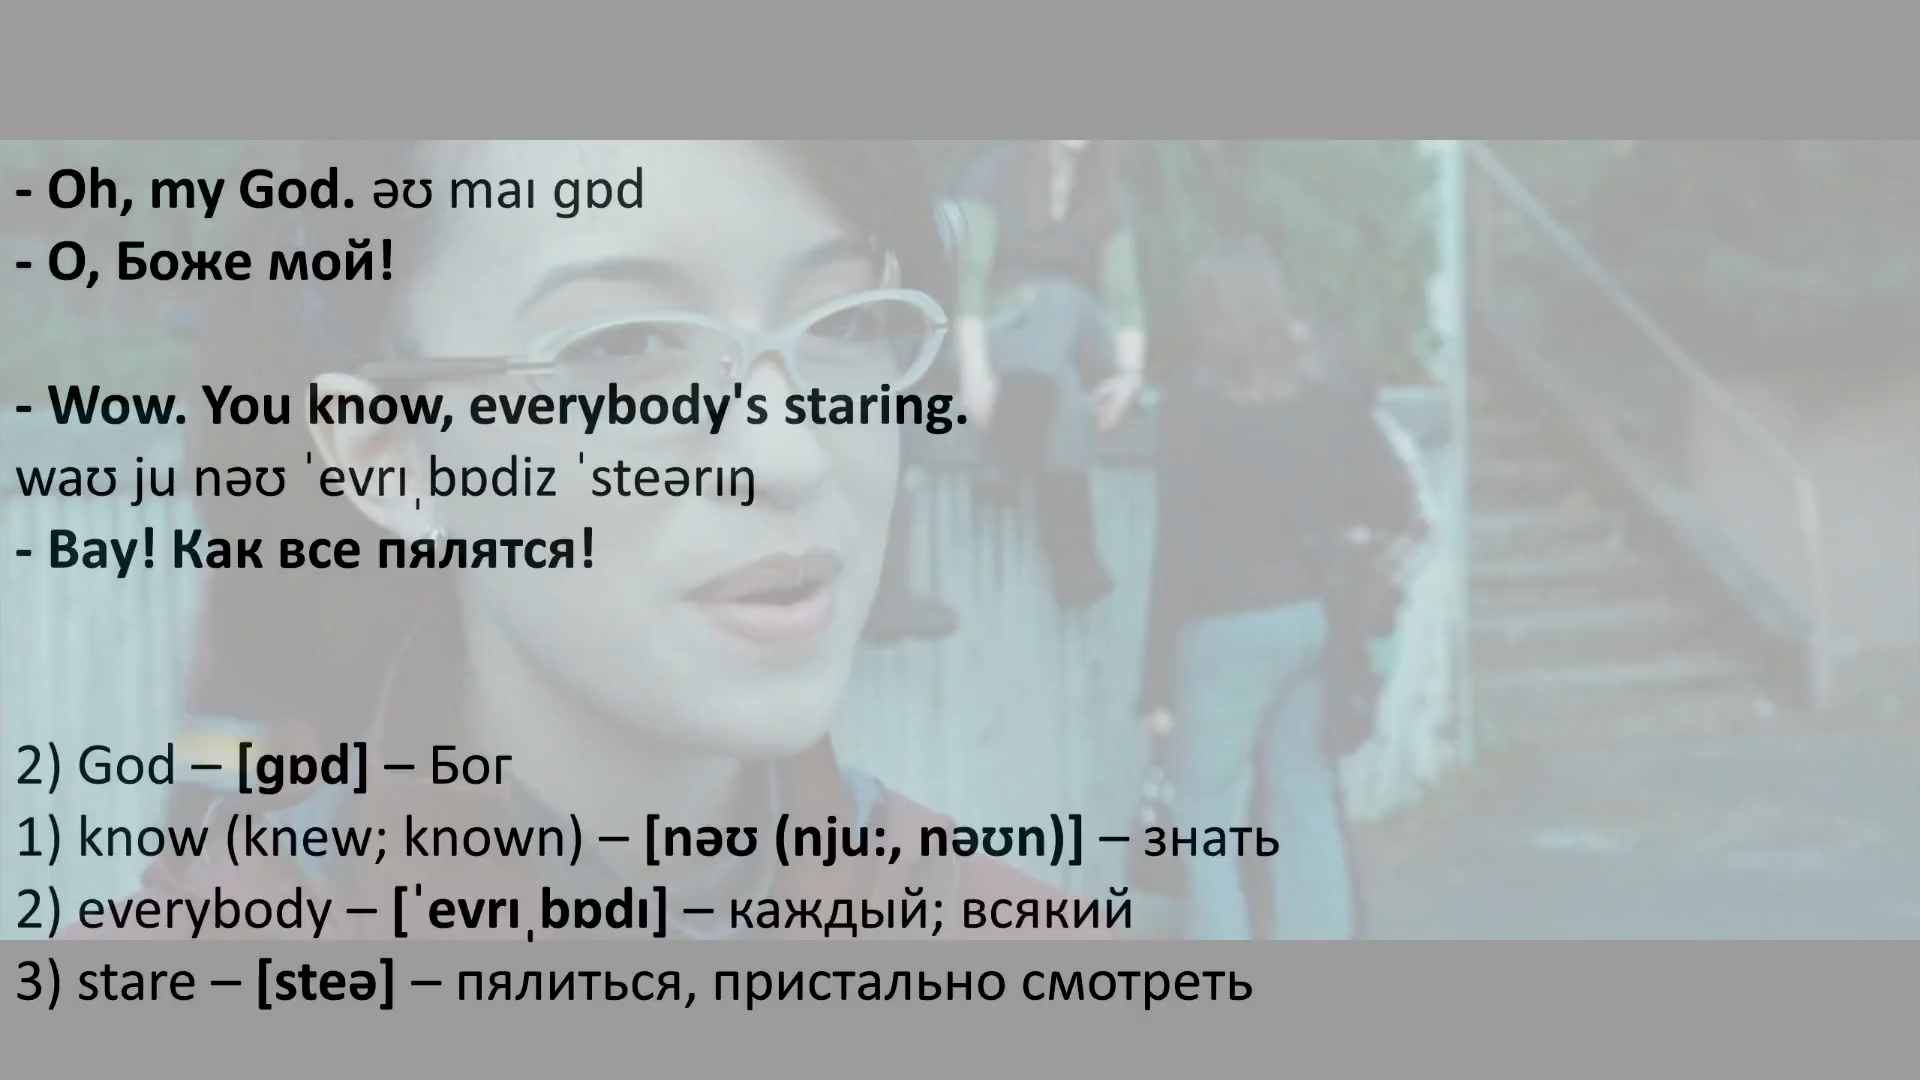 - Oh, my God. əʊ maɪ gɒd
- О, Боже мой!
- Wow. You know, everybody's staring.
waʊ ju nəʊ ˈevrɪˌbɒdiz ˈsteərɪŋ
- Вау! Как все пялятся!
2) God – [gɒd] – Бог
1) know (knew; known) – [nəʊ (nju:, nəʊn)] – знать
2) everybody – [ˈevrɪˌbɒdɪ] – каждый; всякий
3) stare – [steə] – пялиться, пристально смотреть